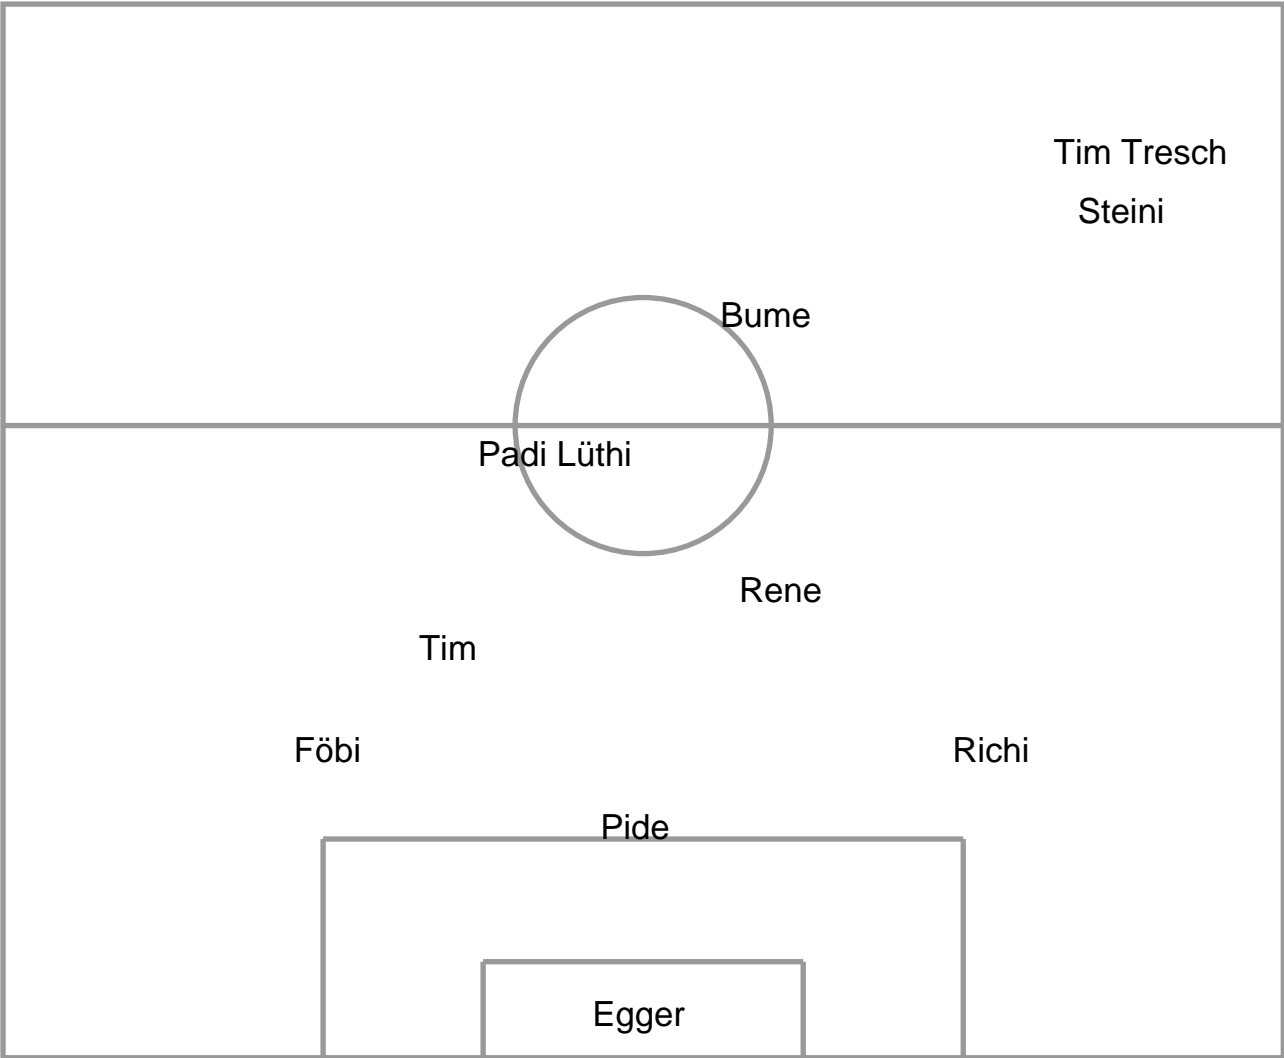 Tim Tresch
Steini
Bume
Padi Lüthi
Rene
Tim
Föbi
Richi
Pide
Egger